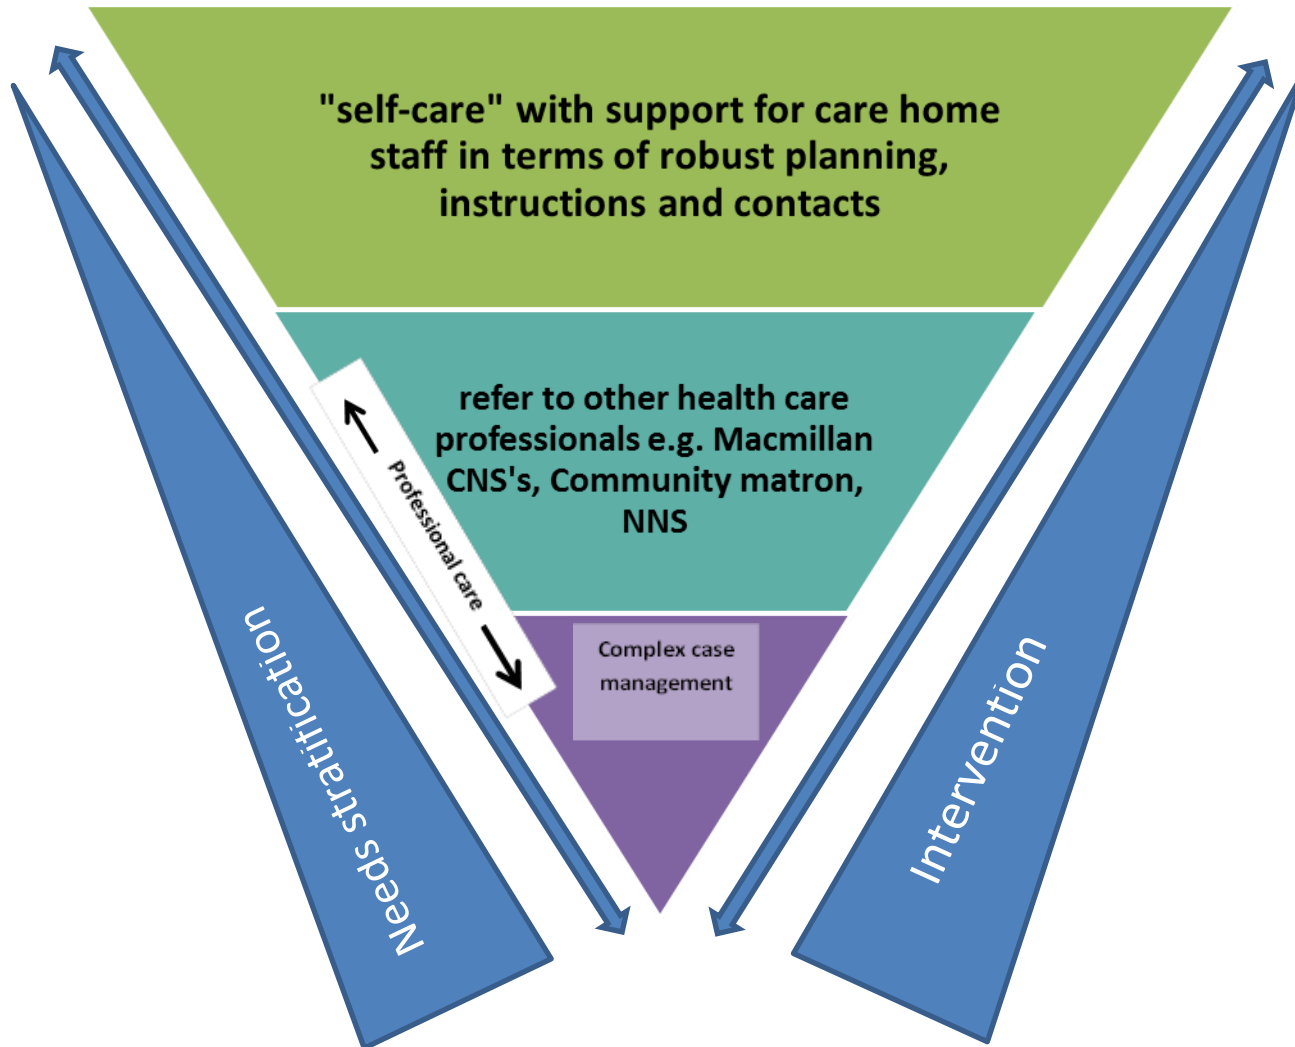 "self-care" with support for care home
staff in terms of robust planning,
instructions and contacts
refer to other health care
professionals e.g. Macmillan
CNS's, Community matron,
NNS
Professional care
Complex case
management
Needs stratification
Intervention